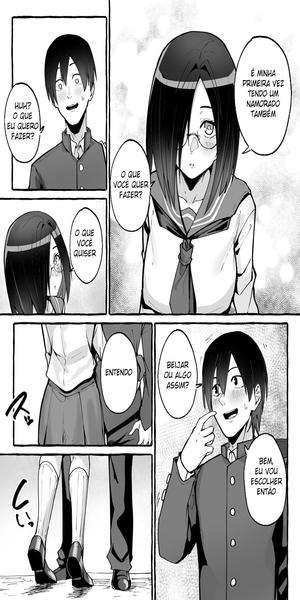 É MINHA
PRIMEIRA VEZ
TENDO UM
NAMORADO
TAMBÉM
O QUE
VOCÊ QUER
FAZER?
HUH?
O QUE
EU QUERO
FAZER?
O QUE
VOCÊ
QUISER
BEIJAR
OU ALGO
ASSIM?
BEM,
EU VOU
ESCOLHER
ENTÃO
ENTENDO